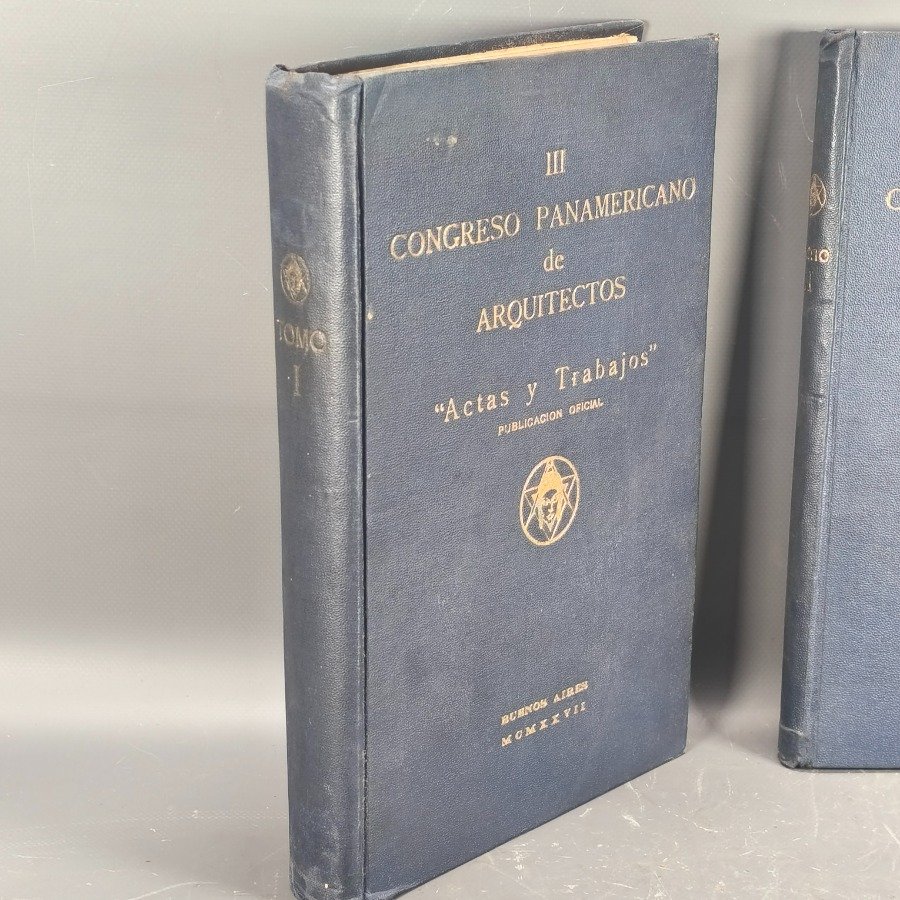 III
CONGRESO PANAMERICANO
de
ARQUITECTOS
"Actas y Trabajos"
PUBLICACION OFICIAL
BUENOS AIRES
MCMXXVII
TOMO
I